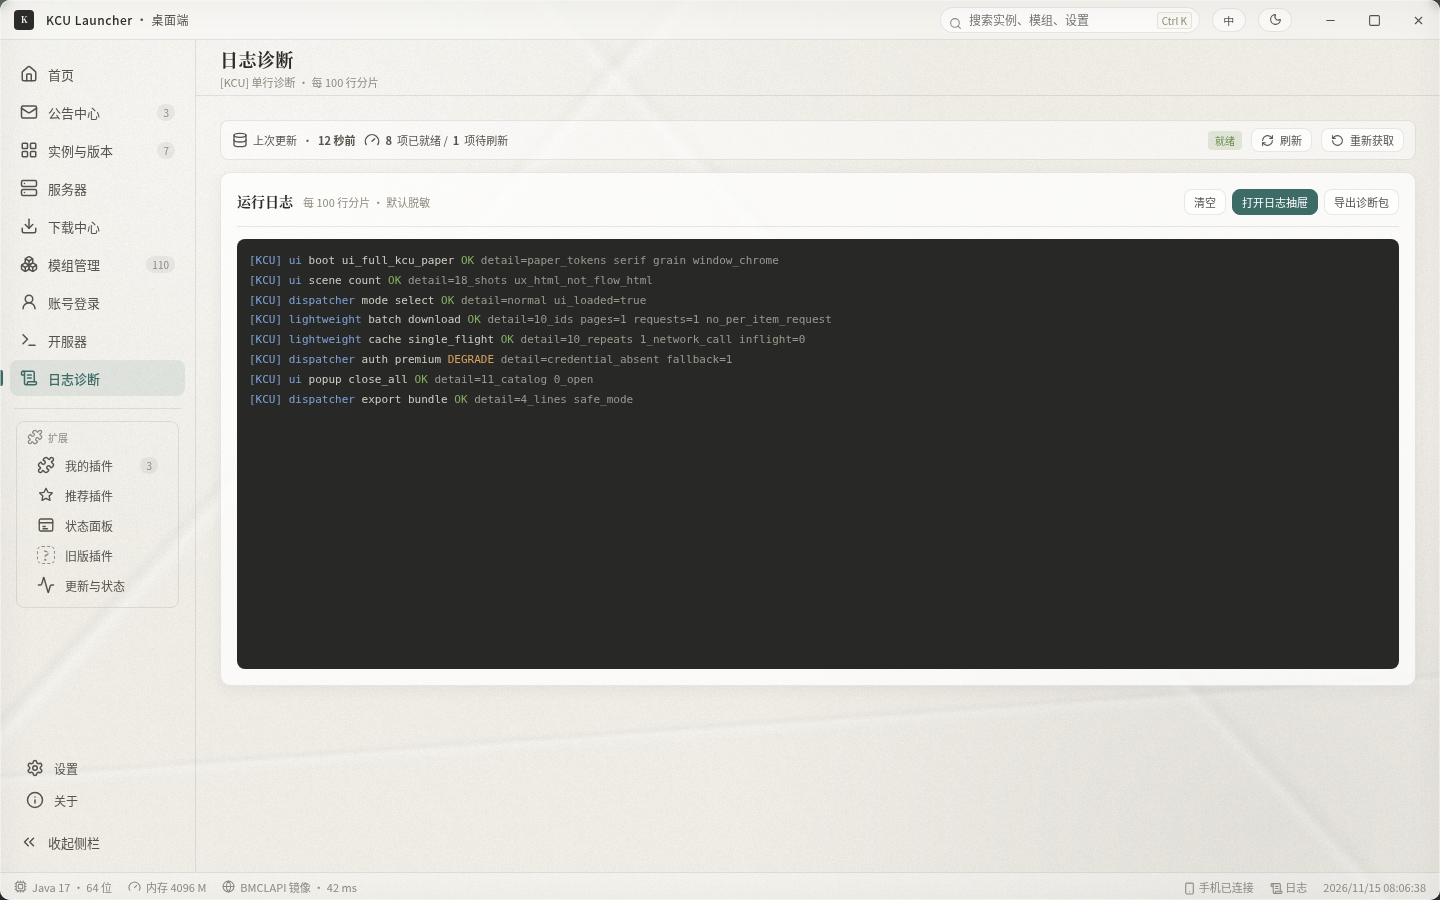 K KCU Launcher • 桌面端
搜索实例、模组、设置 Ctrl K 中
首页
公告中心 3
实例与版本 7
服务器
下载中心
模组管理 110
账号登录
开服器
日志诊断
扩展
我的插件 3
推荐插件
状态面板
旧版插件
更新与状态
设置
关于
收起侧栏
日志诊断
[KCU] 单行诊断 • 每 100 行分片
上次更新 • 12 秒前 8 项已就绪 / 1 项待刷新
就绪 刷新 重新获取
运行日志 每 100 行分片 • 默认脱敏
清空 打开日志抽屉 导出诊断包
[KCU] ui boot ui_full_kcu_paper OK detail=paper_tokens serif grain window_chrome
[KCU] ui scene count OK detail=18_shots ux_html_not_flow_html
[KCU] dispatcher mode select OK detail=normal ui_loaded=true
[KCU] lightweight batch download OK detail=10_ids pages=1 requests=1 no_per_item_request
[KCU] lightweight cache single_flight OK detail=10_repeats 1_network_call inflight=0
[KCU] dispatcher auth premium DEGRADE detail=credential_absent fallback=1
[KCU] ui popup close_all OK detail=11_catalog 0_open
[KCU] dispatcher export bundle OK detail=4_lines safe_mode
Java 17 • 64 位 内存 4096 M BMCLAPI 镜像 • 42 ms
手机已连接 日志 2026/11/15 08:06:38